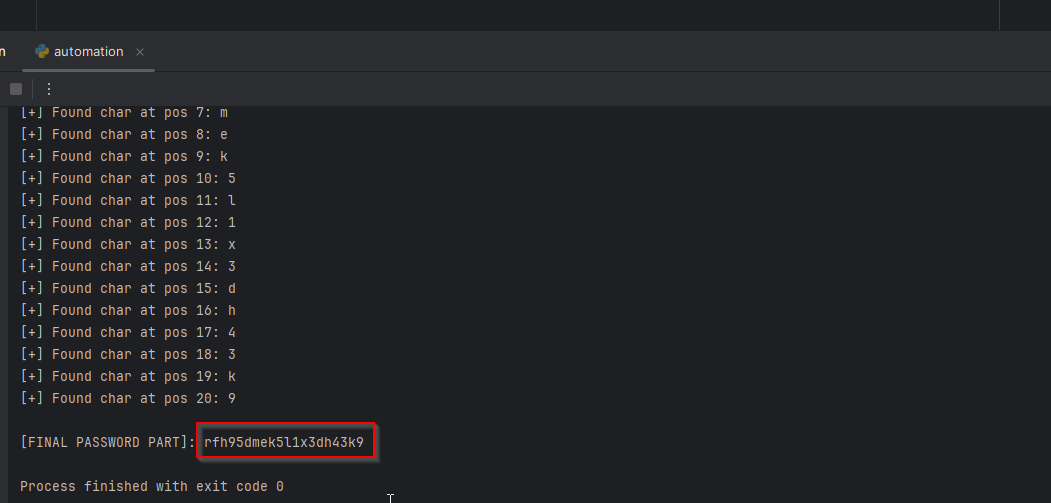 n automation ×
[+] Found char at pos 7: m
[+] Found char at pos 8: e
[+] Found char at pos 9: k
[+] Found char at pos 10: 5
[+] Found char at pos 11: l
[+] Found char at pos 12: 1
[+] Found char at pos 13: x
[+] Found char at pos 14: 3
[+] Found char at pos 15: d
[+] Found char at pos 16: h
[+] Found char at pos 17: 4
[+] Found char at pos 18: 3
[+] Found char at pos 19: k
[+] Found char at pos 20: 9
[FINAL PASSWORD PART]: rfh95dmek5l1x3dh43k9
Process finished with exit code 0